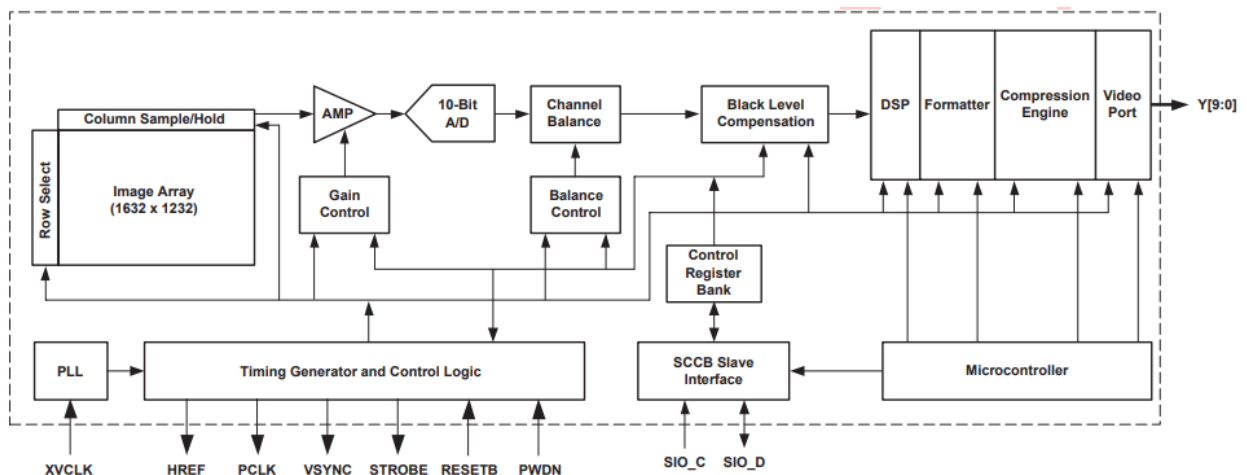 Column Sample/Hold
Row Select
Image Array
(1632 x 1232)
AMP
10-Bit
A/D
Channel
Balance
Black Level
Compensation
DSP
Formatter
Compression
Engine
Video
Port
Y[9:0]
Gain
Control
Balance
Control
Control
Register
Bank
PLL
Timing Generator and Control Logic
SCCB Slave
Interface
Microcontroller
XVCLK
HREF
PCLK
VSYNC
STROBE
RESETB
PWDN
SIO_C
SIO_D